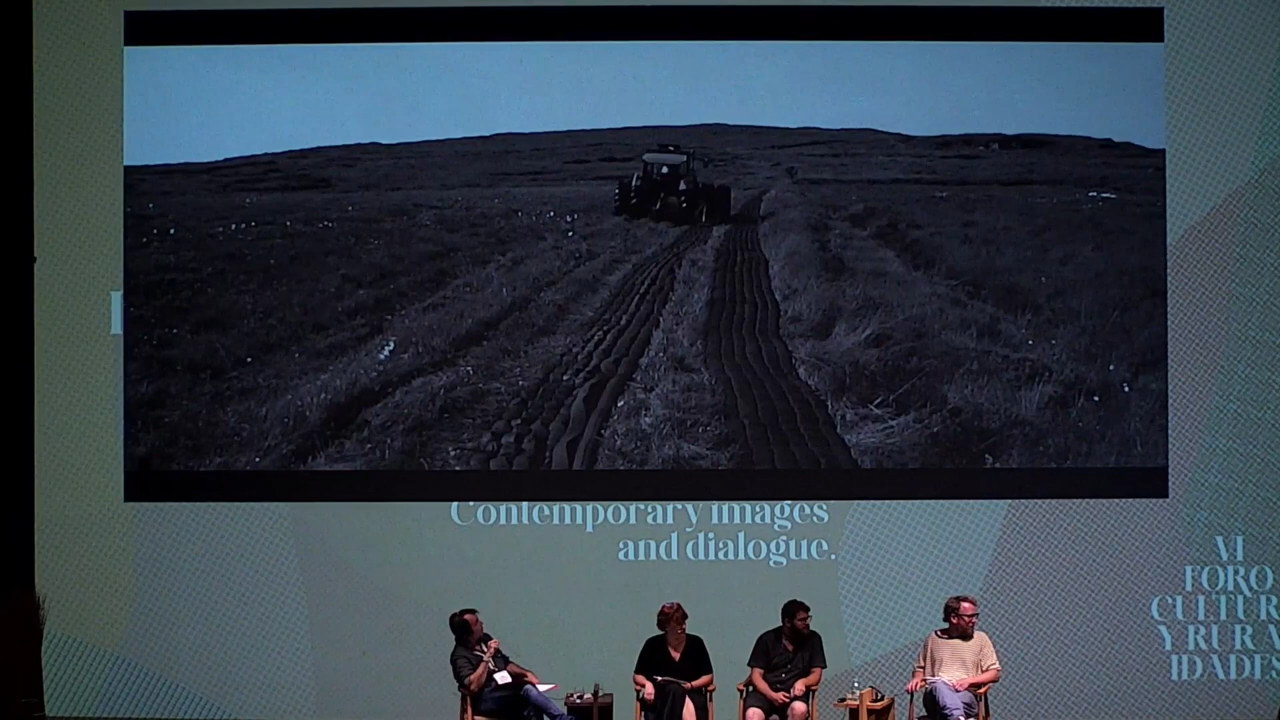 Contemporary images
and dialogue.
VI
FORO
CULTUR
Y RURA
IDADES